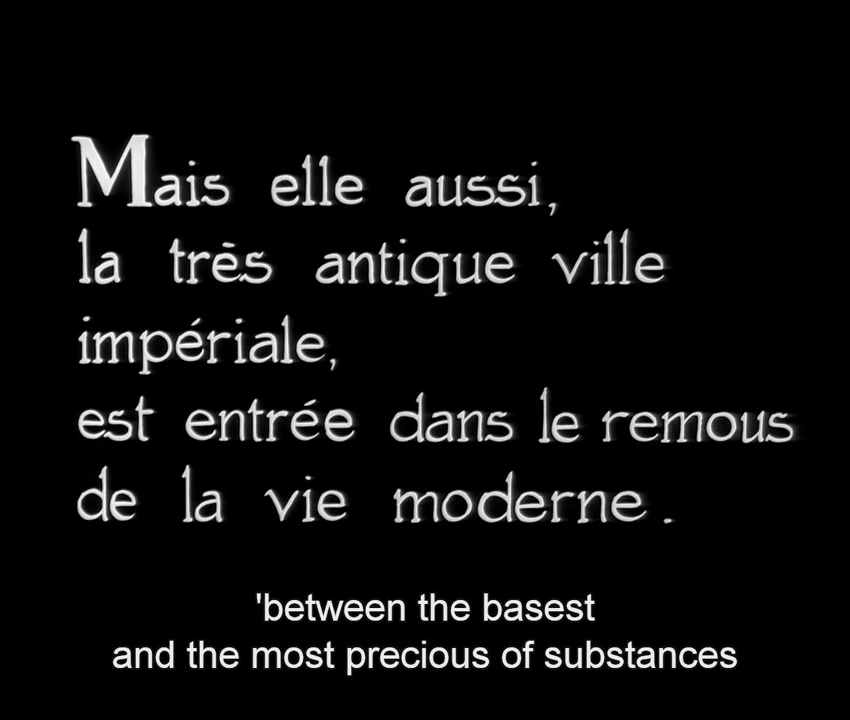 Mais elle aussi,
la très antique ville
impériale,
est entrée dans le remous
de la vie moderne.
'between the basest
and the most precious of substances